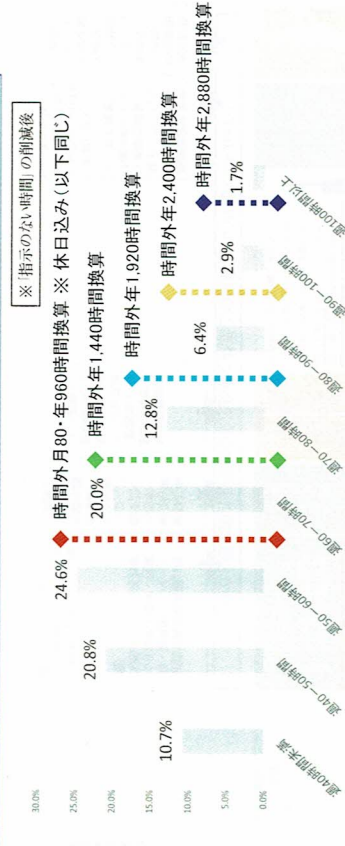 ※「指示のない時間」の削減後
時間外月80・年960時間換算 ※ 休日込み(以下同じ)
時間外年1,440時間換算
時間外年1,920時間換算
時間外年2,400時間換算
時間外年2,880時間換算
30.0%
25.0%
20.0%
15.0%
10.0%
5.0%
0.0%
10.7%
20.8%
24.6%
20.0%
12.8%
6.4%
2.9%
1.7%
週40時間未満
週40-50時間
週50-60時間
週60-70時間
週70-80時間
週80-90時間
週90-100時間
週100時間以上